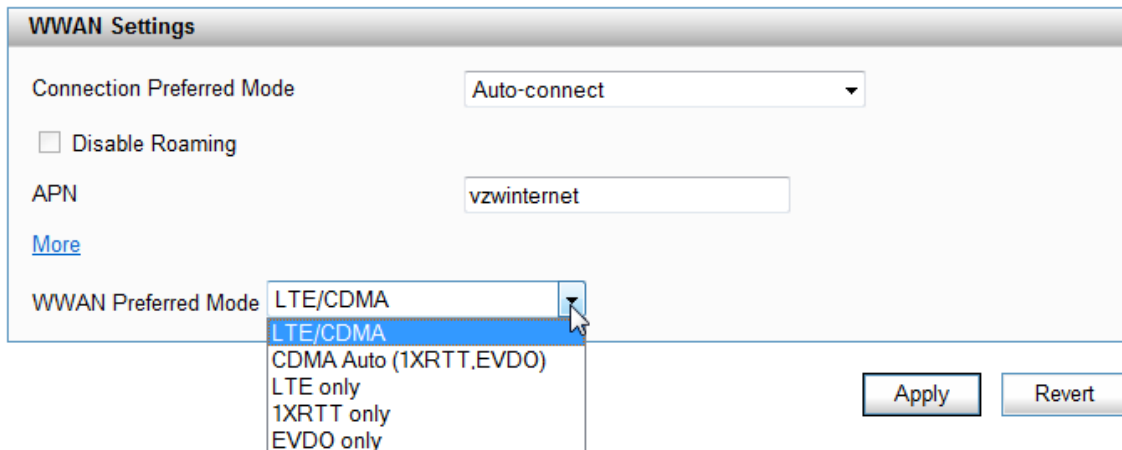 WWAN Settings
Connection Preferred Mode Auto-connect
Disable Roaming
APN vzwinternet
More
WWAN Preferred Mode LTE/CDMA
LTE/CDMA
CDMA Auto (1XRTT,EVDO)
LTE only
1XRTT only
EVDO only
Apply Revert